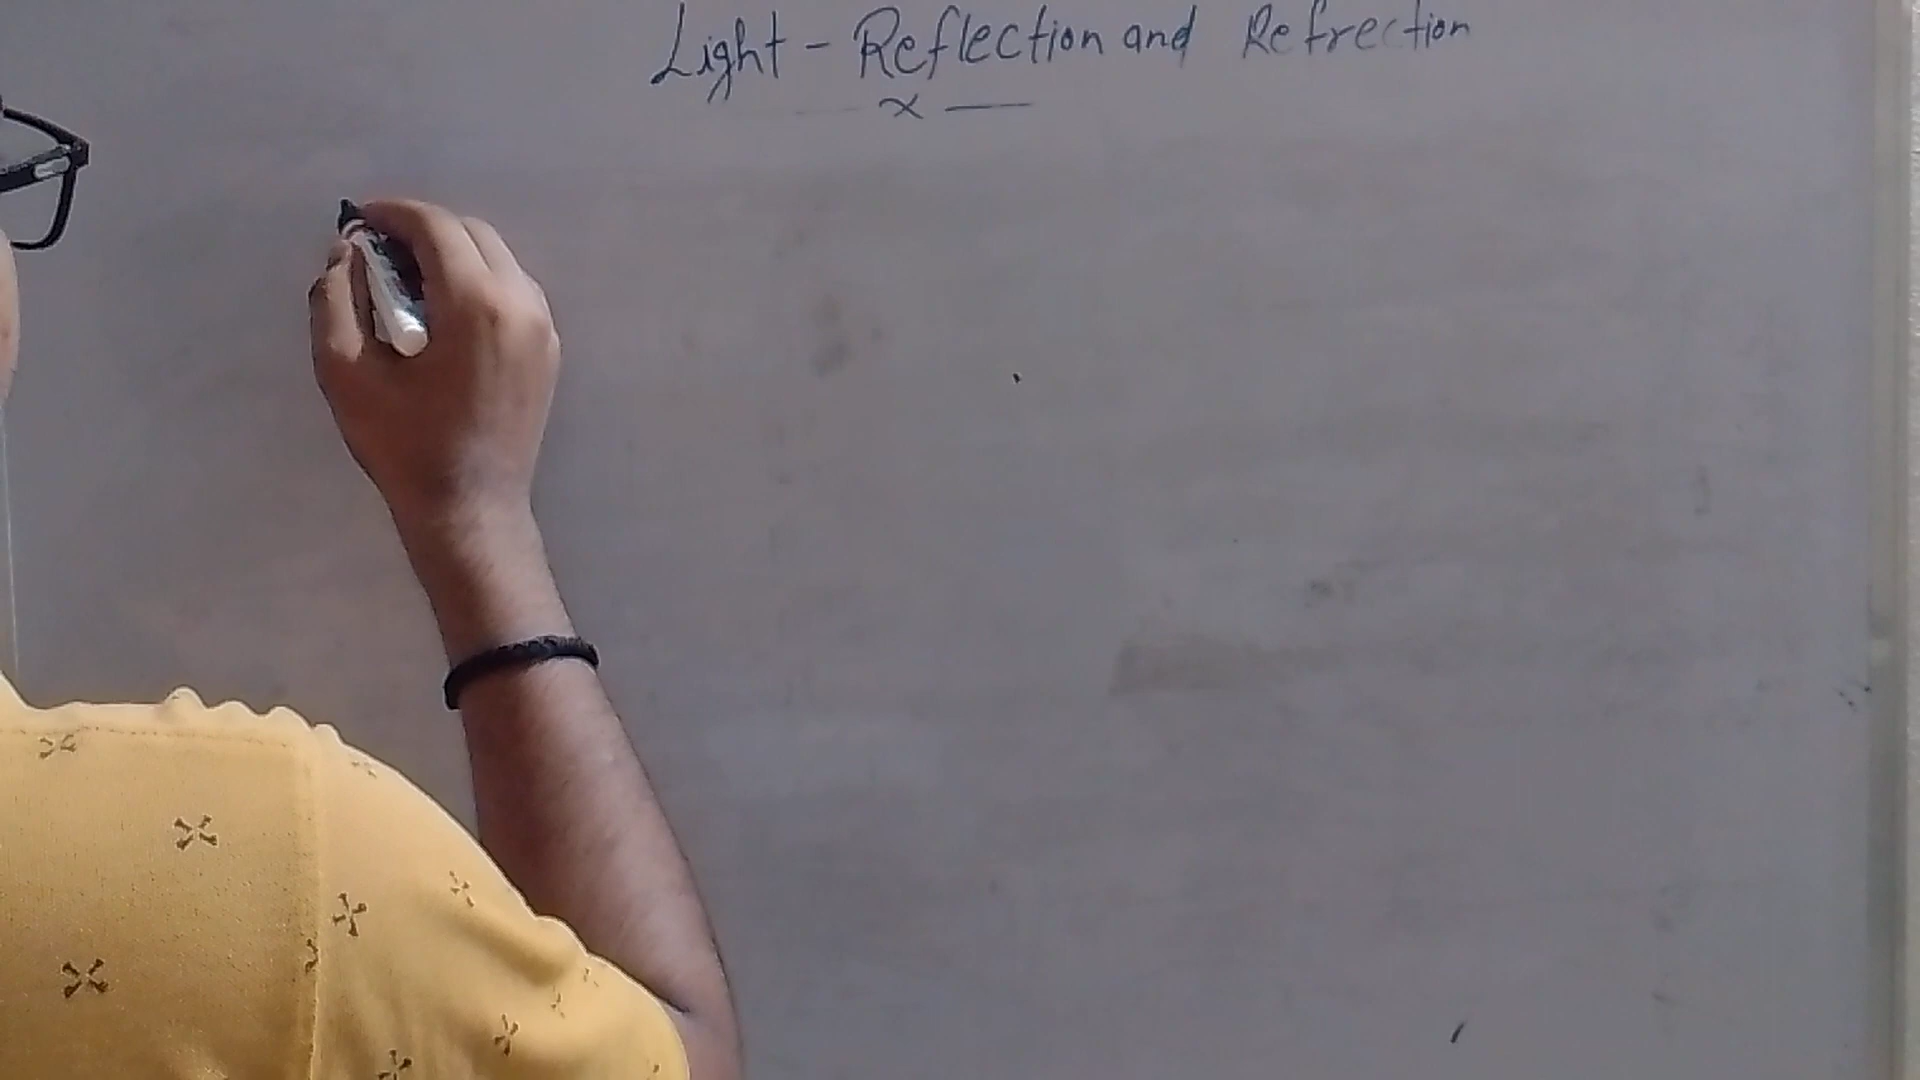 Light - Reflection and Refrection
— x —